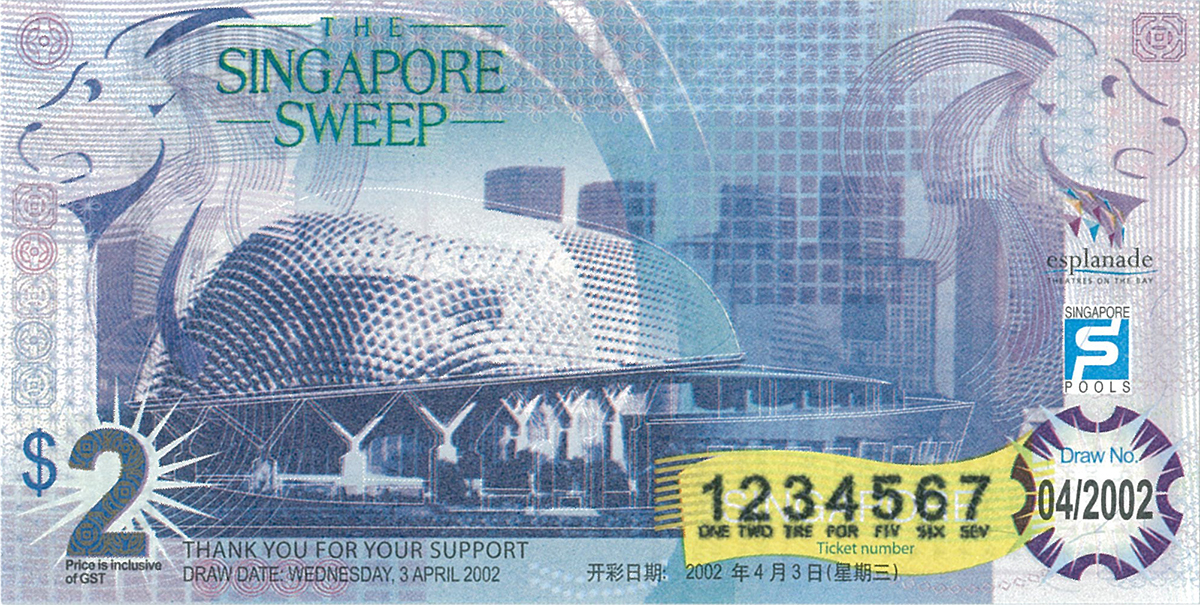 THE
SINGAPORE
SWEEP
esplanade
THEATRES ON THE BAY
SINGAPORE
POOLS
$2
Price is inclusive
of GST
Draw No.
04/2002
1234567
ONE TWO TRE FOR FIV SIX SEV
Ticket number
THANK YOU FOR YOUR SUPPORT
DRAW DATE: WEDNESDAY, 3 APRIL 2002
开彩日期: 2002 年 4 月 3 日(星期三)